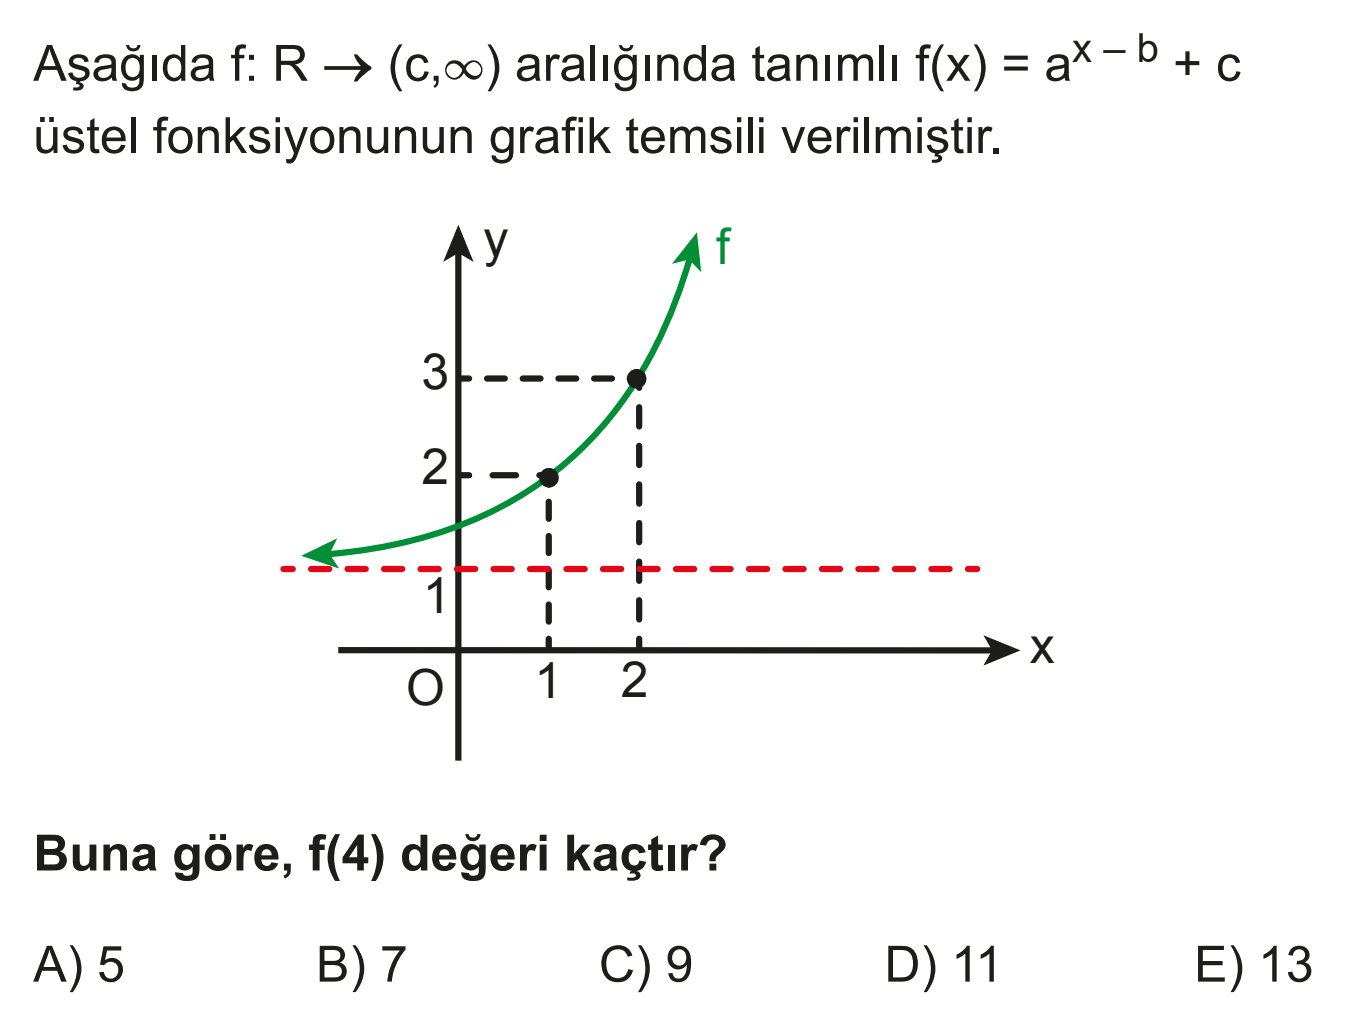 Aşağıda f: R → (c,∞) aralığında tanımlı f(x) = a^(x – b) + c
üstel fonksiyonunun grafik temsili verilmiştir.
y
f
3
2
1
x
O
1
2
Buna göre, f(4) değeri kaçtır?
A) 5 B) 7 C) 9 D) 11 E) 13